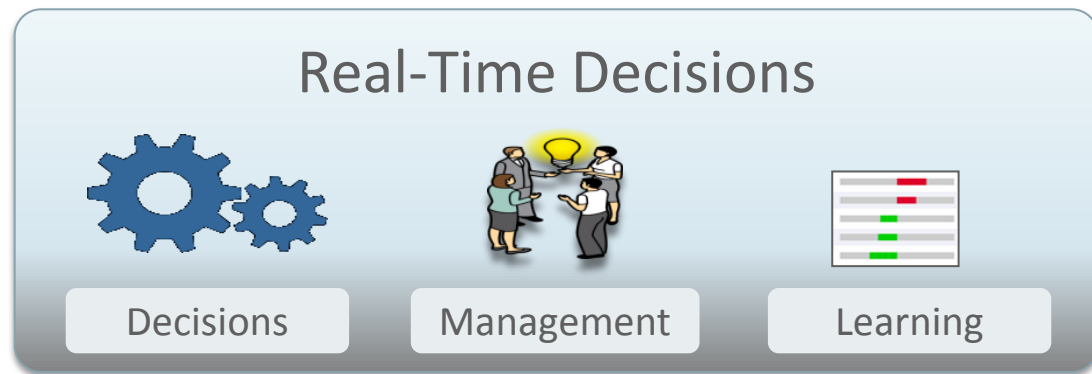 Real-Time Decisions
Decisions
Management
Learning